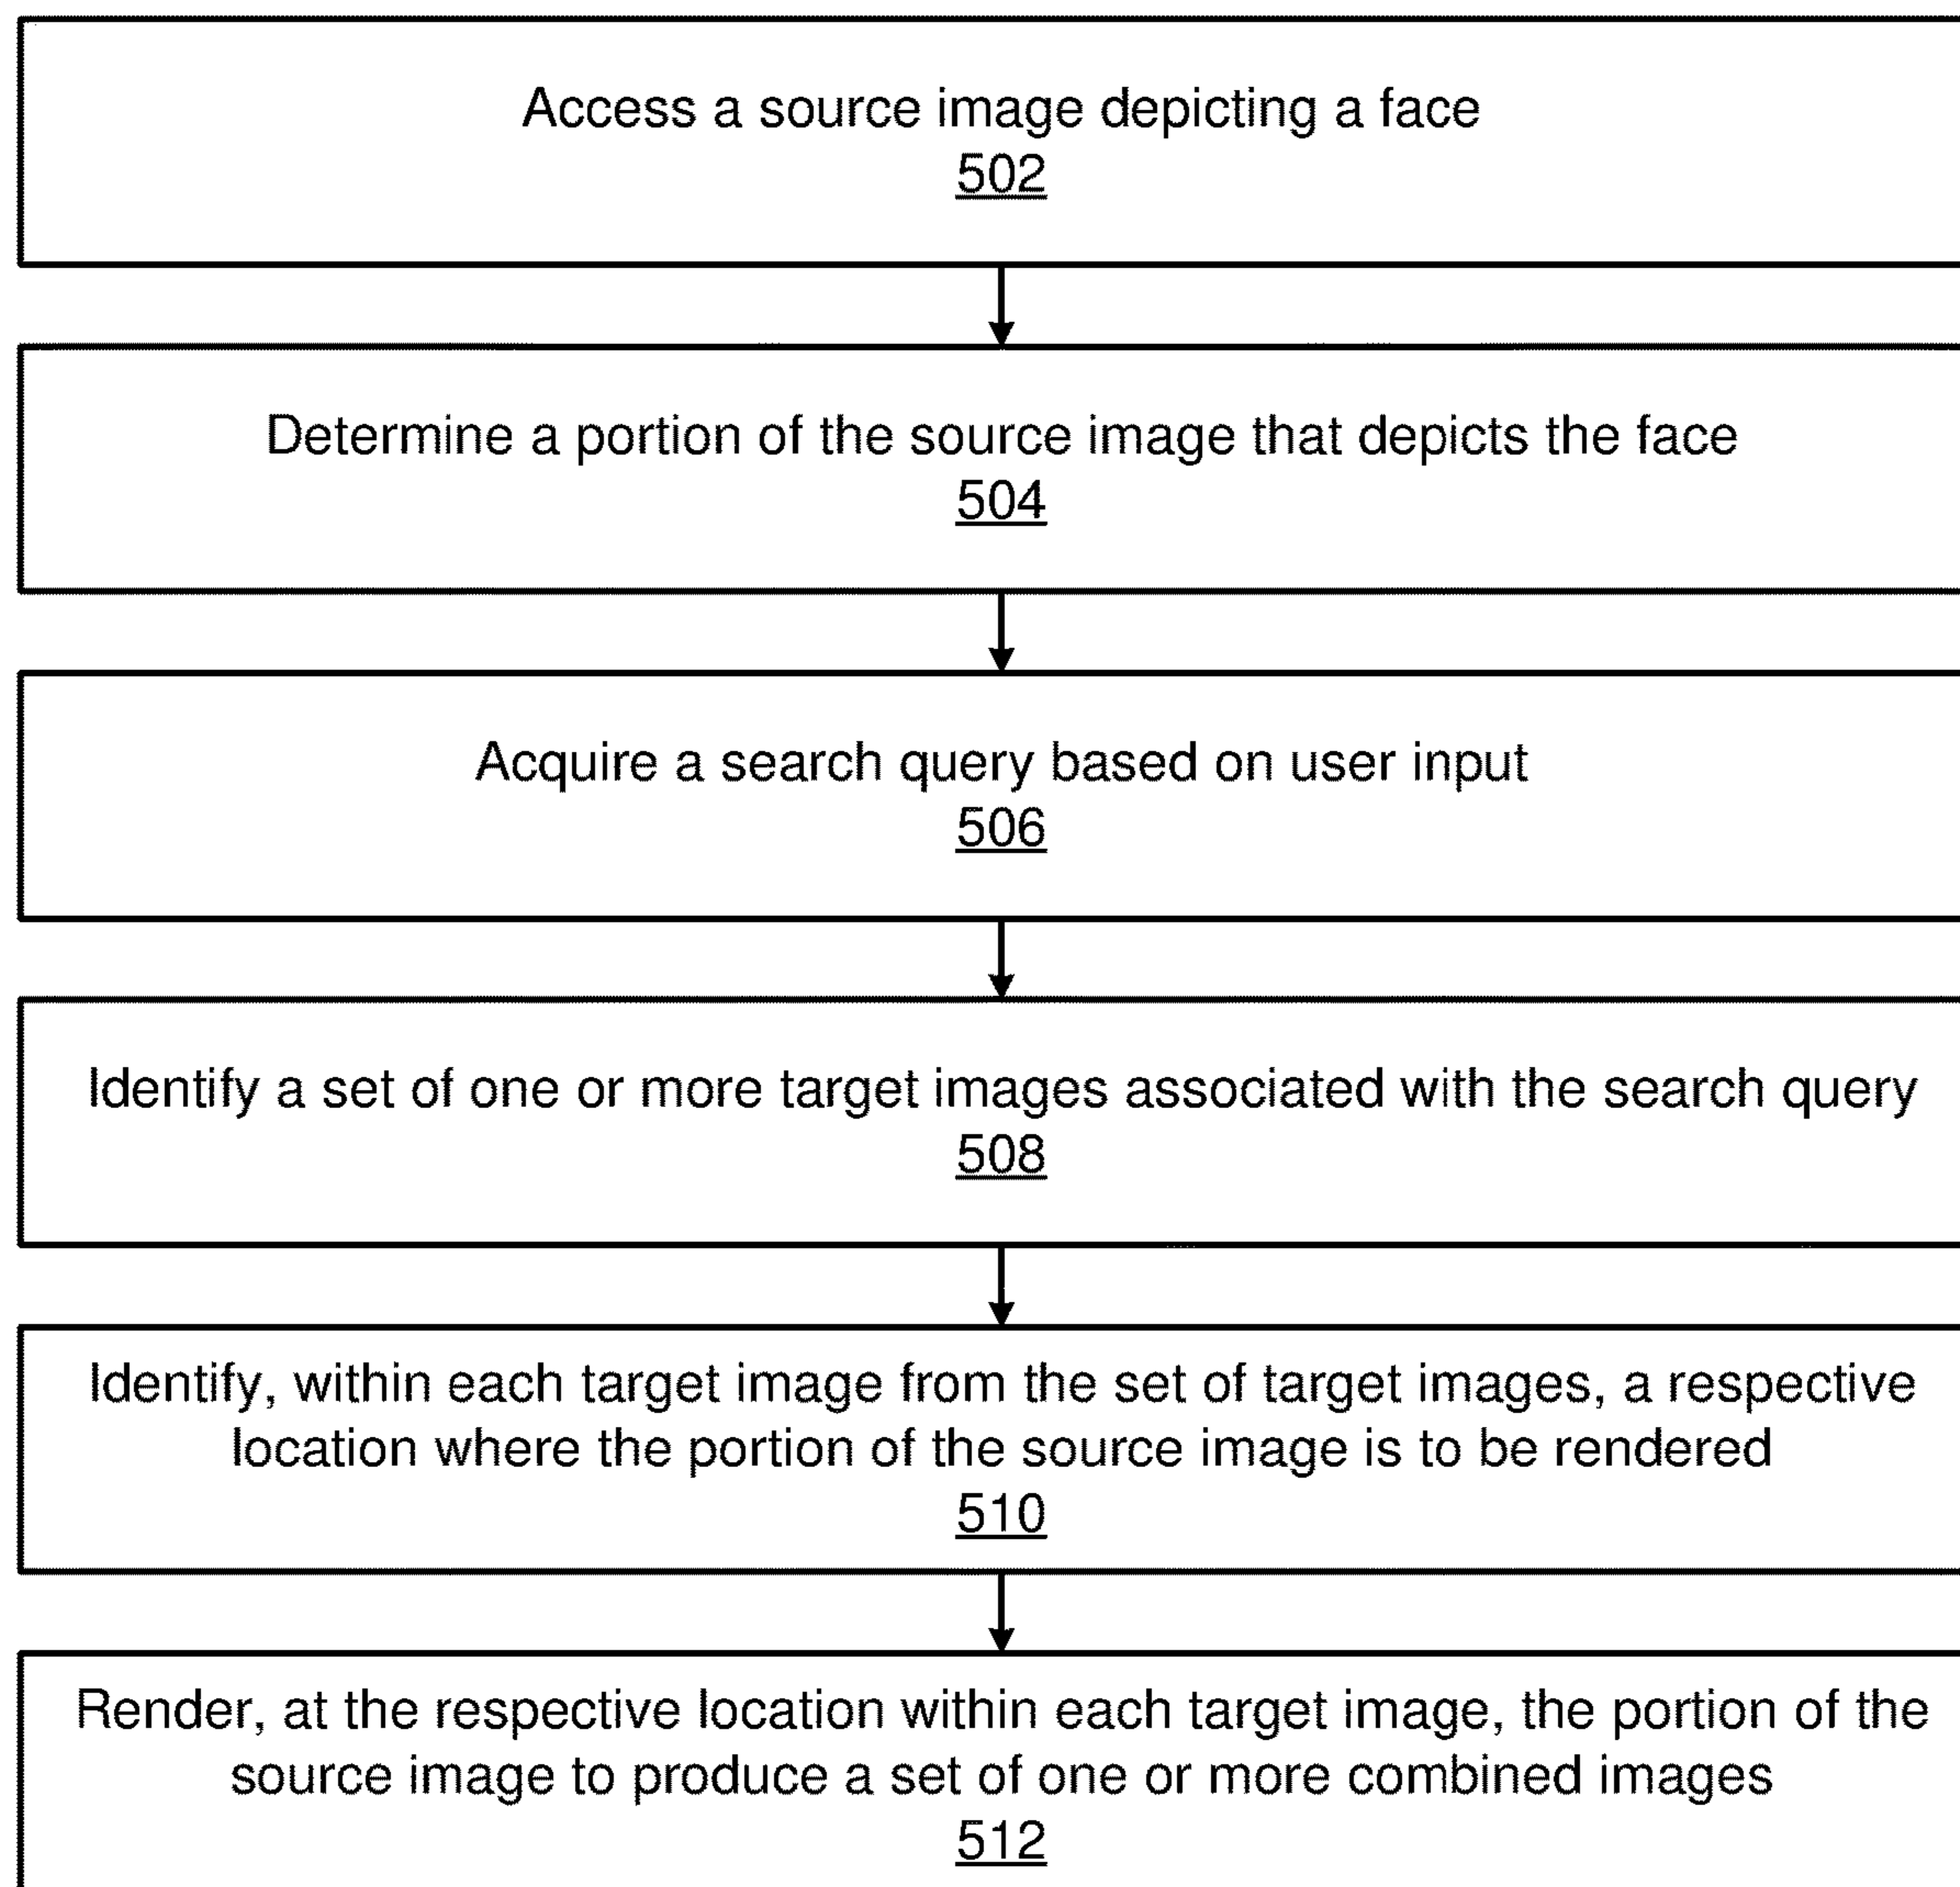 Access a source image depicting a face
502
Determine a portion of the source image that depicts the face
504
Acquire a search query based on user input
506
Identify a set of one or more target images associated with the search query
508
Identify, within each target image from the set of target images, a respective
location where the portion of the source image is to be rendered
510
Render, at the respective location within each target image, the portion of the
source image to produce a set of one or more combined images
512